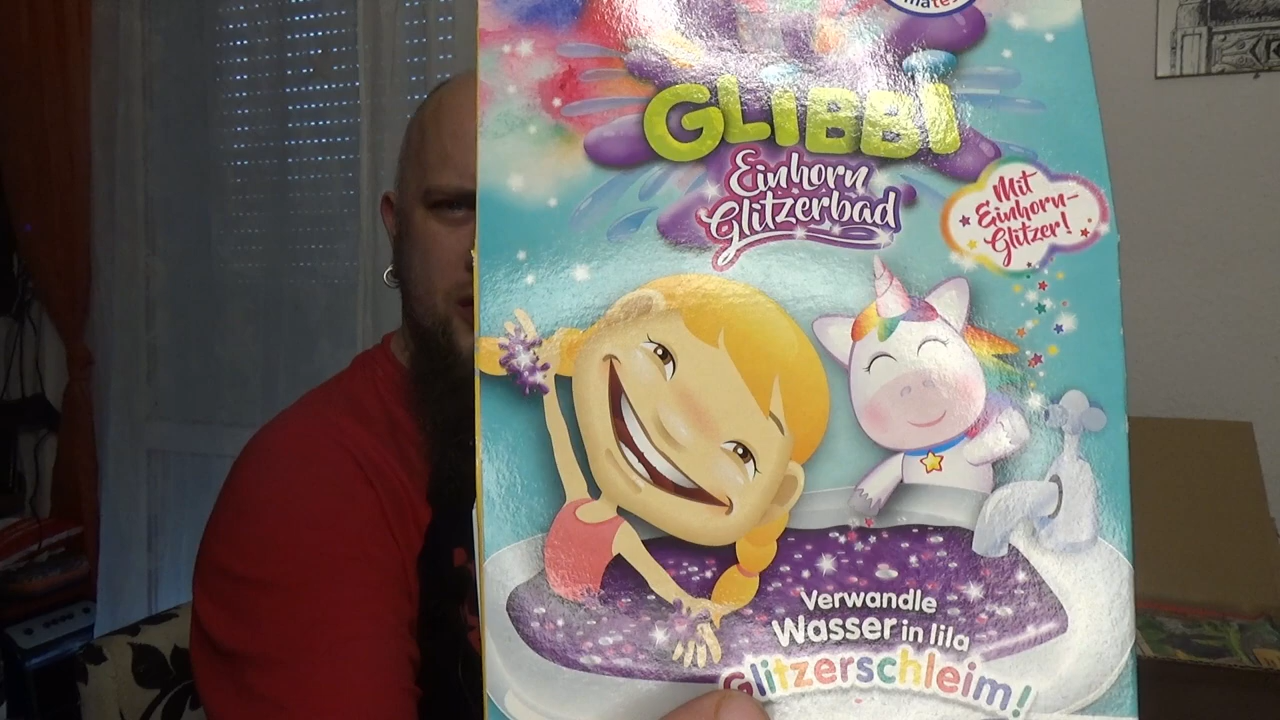 GLIBBI
Einhorn
Glitzerbad
Mit
Einhorn-
Glitzer!
Verwandle
Wasser in lila
Glitzerschleim!